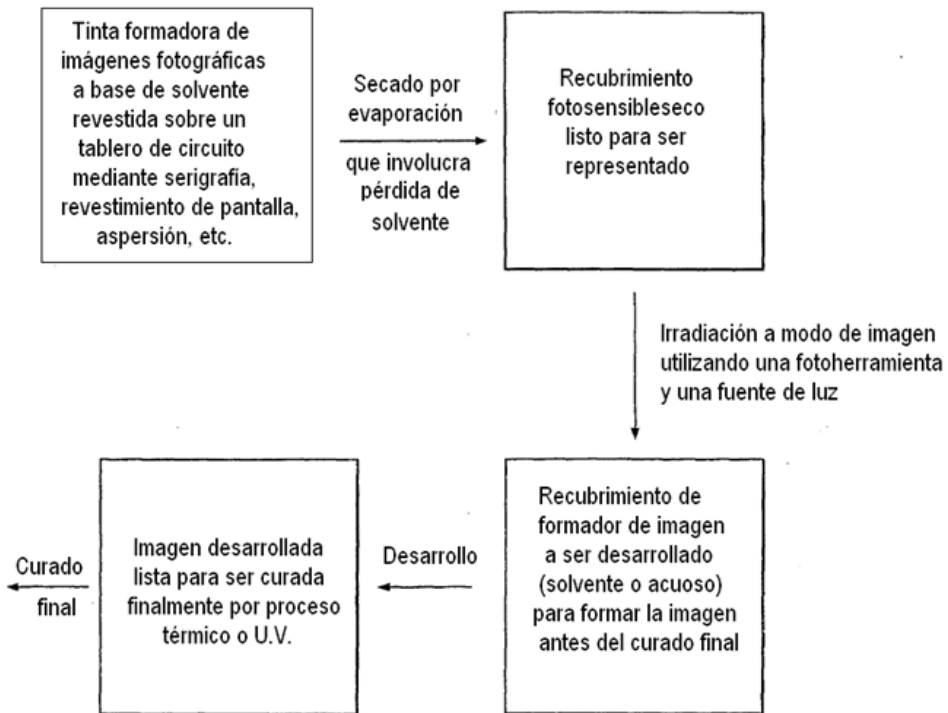 Tinta formadora de
imágenes fotográficas
a base de solvente
revestida sobre un
tablero de circuito
mediante serigrafía,
revestimiento de pantalla,
aspersión, etc.
Secado por
evaporación
que involucra
pérdida de
solvente
Recubrimiento
fotosensibleseco
listo para ser
representado
Irradiación a modo de imagen
utilizando una fotoherramienta
y una fuente de luz
Recubrimiento de
formador de imagen
a ser desarrollado
(solvente o acuoso)
para formar la imagen
antes del curado final
Desarrollo
Imagen desarrollada
lista para ser curada
finalmente por proceso
térmico o U.V.
Curado
final